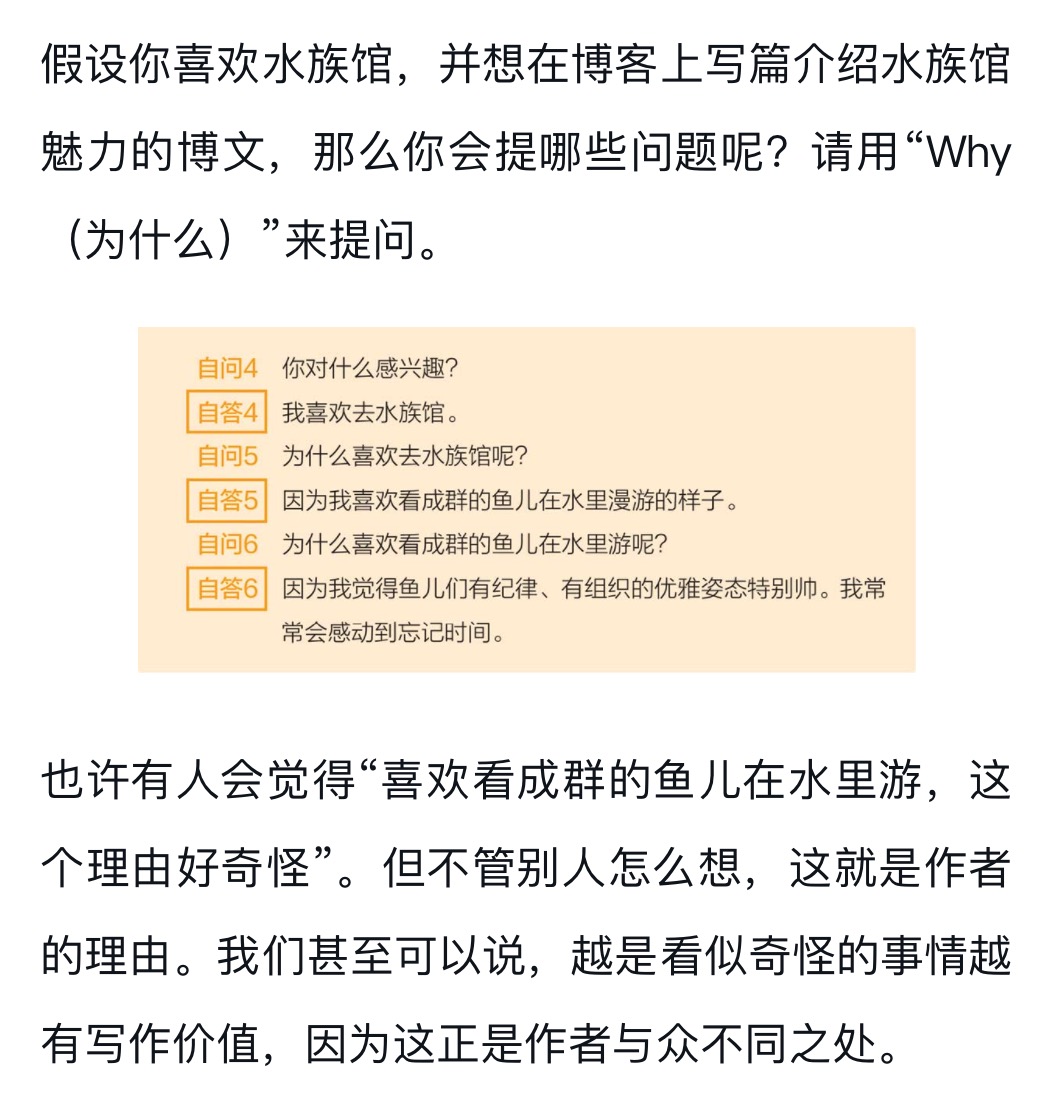 假设你喜欢水族馆，并想在博客上写篇介绍水族馆
魅力的博文，那么你会提哪些问题呢？请用“Why
（为什么）”来提问。
自问4 你对什么感兴趣？
自答4 我喜欢去水族馆。
自问5 为什么喜欢去水族馆呢？
自答5 因为我喜欢看成群的鱼儿在水里漫游的样子。
自问6 为什么喜欢看成群的鱼儿在水里游呢？
自答6 因为我觉得鱼儿们有纪律、有组织的优雅姿态特别帅。我常
常会感动到忘记时间。
也许有人会觉得“喜欢看成群的鱼儿在水里游，这
个理由好奇怪”。但不管别人怎么想，这就是作者
的理由。我们甚至可以说，越是看似奇怪的事情越
有写作价值，因为这正是作者与众不同之处。